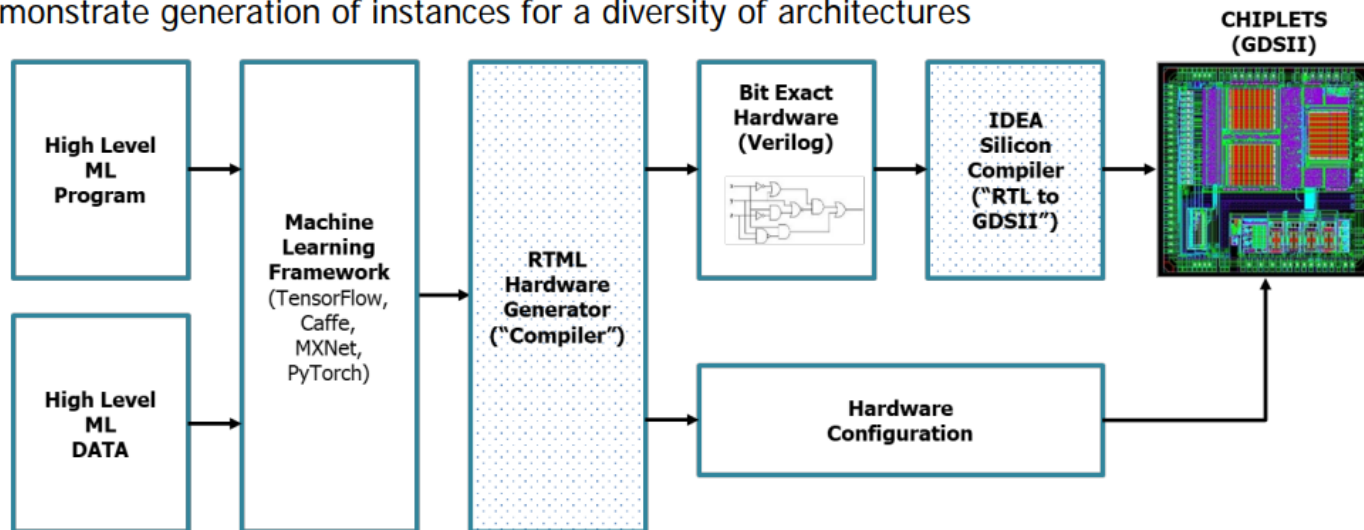 monstrate generation of instances for a diversity of architectures
CHIPLETS
(GDSII)
High Level
ML
Program
High Level
ML
DATA
Machine
Learning
Framework
(TensorFlow,
Caffe,
MXNet,
PyTorch)
RTML
Hardware
Generator
("Compiler")
Bit Exact
Hardware
(Verilog)
IDEA
Silicon
Compiler
("RTL to
GDSII")
Hardware
Configuration